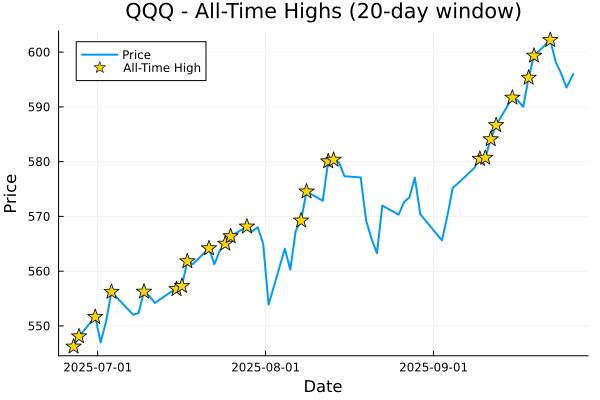 QQQ - All-Time Highs (20-day window)
Price
All-Time High
600
590
580
570
560
550
Price
2025-07-01
2025-08-01
2025-09-01
Date